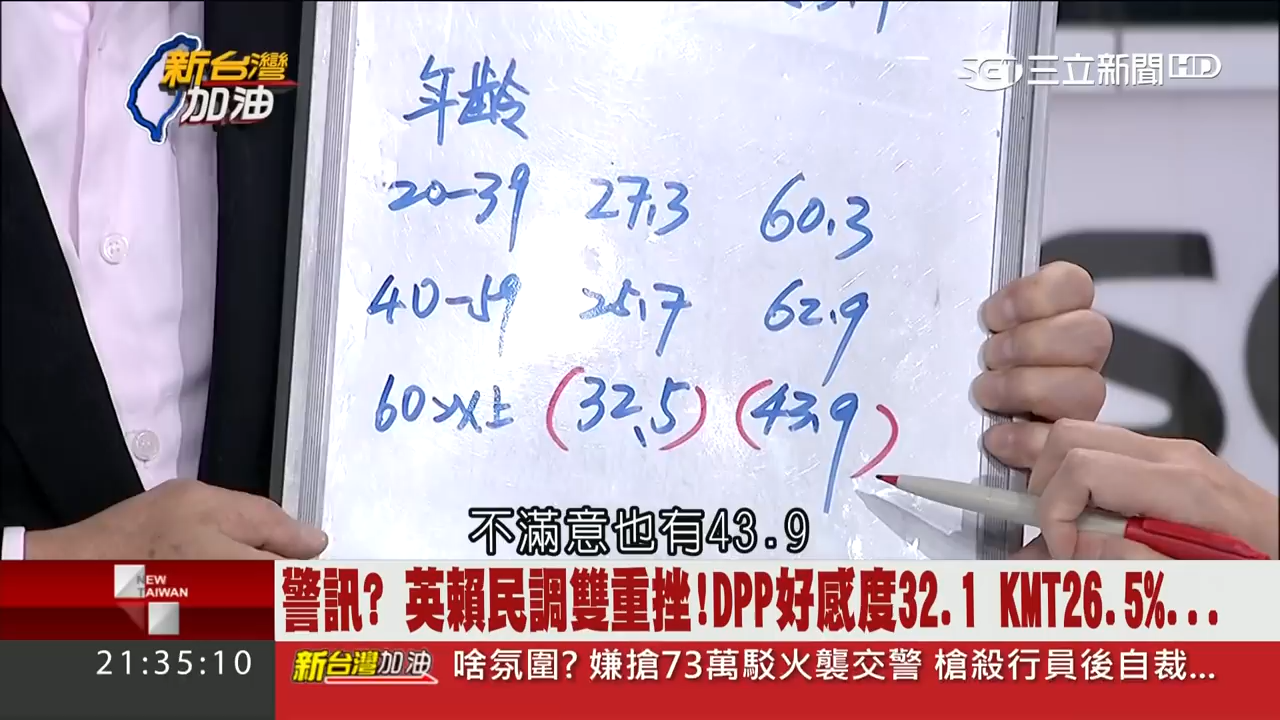 新台灣
加油
SET三立新聞HD
年齡
20-39 27.3 60.3
40-59 25.7 62.9
60以上 (32.5) (43.9)
不滿意也有43.9
NEW
TAIWAN
警訊? 英賴民調雙重挫!DPP好感度32.1 KMT26.5%...
21:35:10
新台灣加油
啥氛圍? 嫌搶73萬駁火襲交警 槍殺行員後自裁...